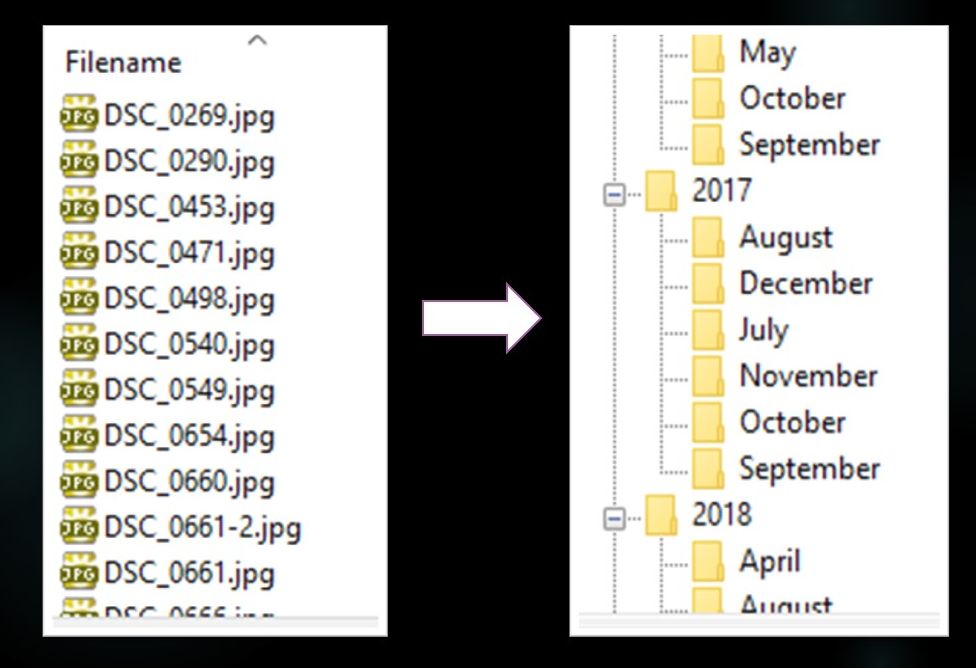 Filename
DSC_0269.jpg
DSC_0290.jpg
DSC_0453.jpg
DSC_0471.jpg
DSC_0498.jpg
DSC_0540.jpg
DSC_0549.jpg
DSC_0654.jpg
DSC_0660.jpg
DSC_0661-2.jpg
DSC_0661.jpg
May
October
September
2017
August
December
July
November
October
September
2018
April
August